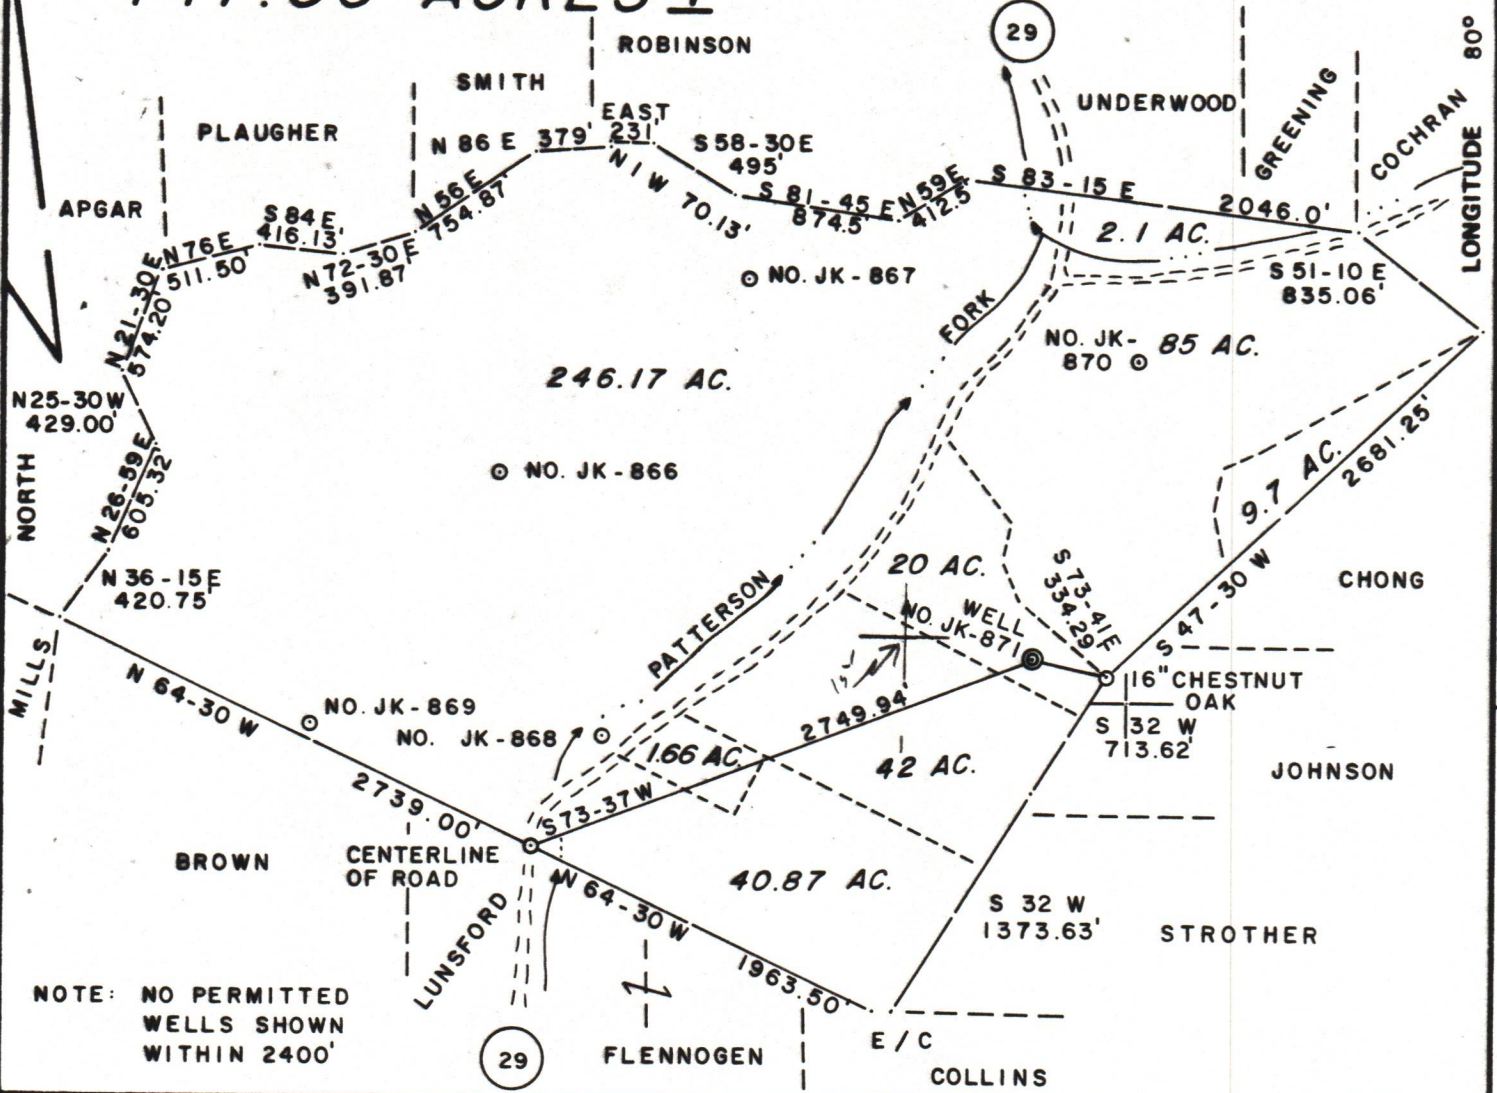 ACRES ±
ROBINSON
29
80°
SMITH
UNDERWOOD
GREENING
COCHRAN
LONGITUDE
PLAUGHER
APGAR
N 86 E 379'
EAST
231'
S 58-30 E
495'
N 1 W 70.13'
S 81-45 E
874.5'
N 59 E
412.5'
S 83-15 E
2046.0'
2.1 AC.
S 51-10 E
835.06'
N 56 E
754.87'
S 84 E
416.13'
N 72-30 E
391.87'
N 76 E
511.50'
N 21-30 E
574.20'
N 25-30 W
429.00'
NORTH
N 26-59 E
605.32'
N 36-15 E
420.75'
NO. JK-867
FORK
NO. JK-
870
85 AC.
246.17 AC.
NO. JK-866
9.7 AC.
2681.25'
S 47-30 W
CHONG
20 AC.
S 73-41 E
334.29'
WELL
NO. JK-871
PATTERSON
MILLS
N 64-30 W
2739.00'
NO. JK-869
NO. JK-868
2749.94'
S 73-37 W
1.66 AC.
42 AC.
16" CHESTNUT
OAK
S 32 W
713.62'
JOHNSON
BROWN
CENTERLINE
OF ROAD
40.87 AC.
LUNSFORD
N 64-30 W
1963.50'
S 32 W
1373.63'
STROTHER
NOTE: NO PERMITTED
WELLS SHOWN
WITHIN 2400'
29
FLENNOGEN
E/C
COLLINS